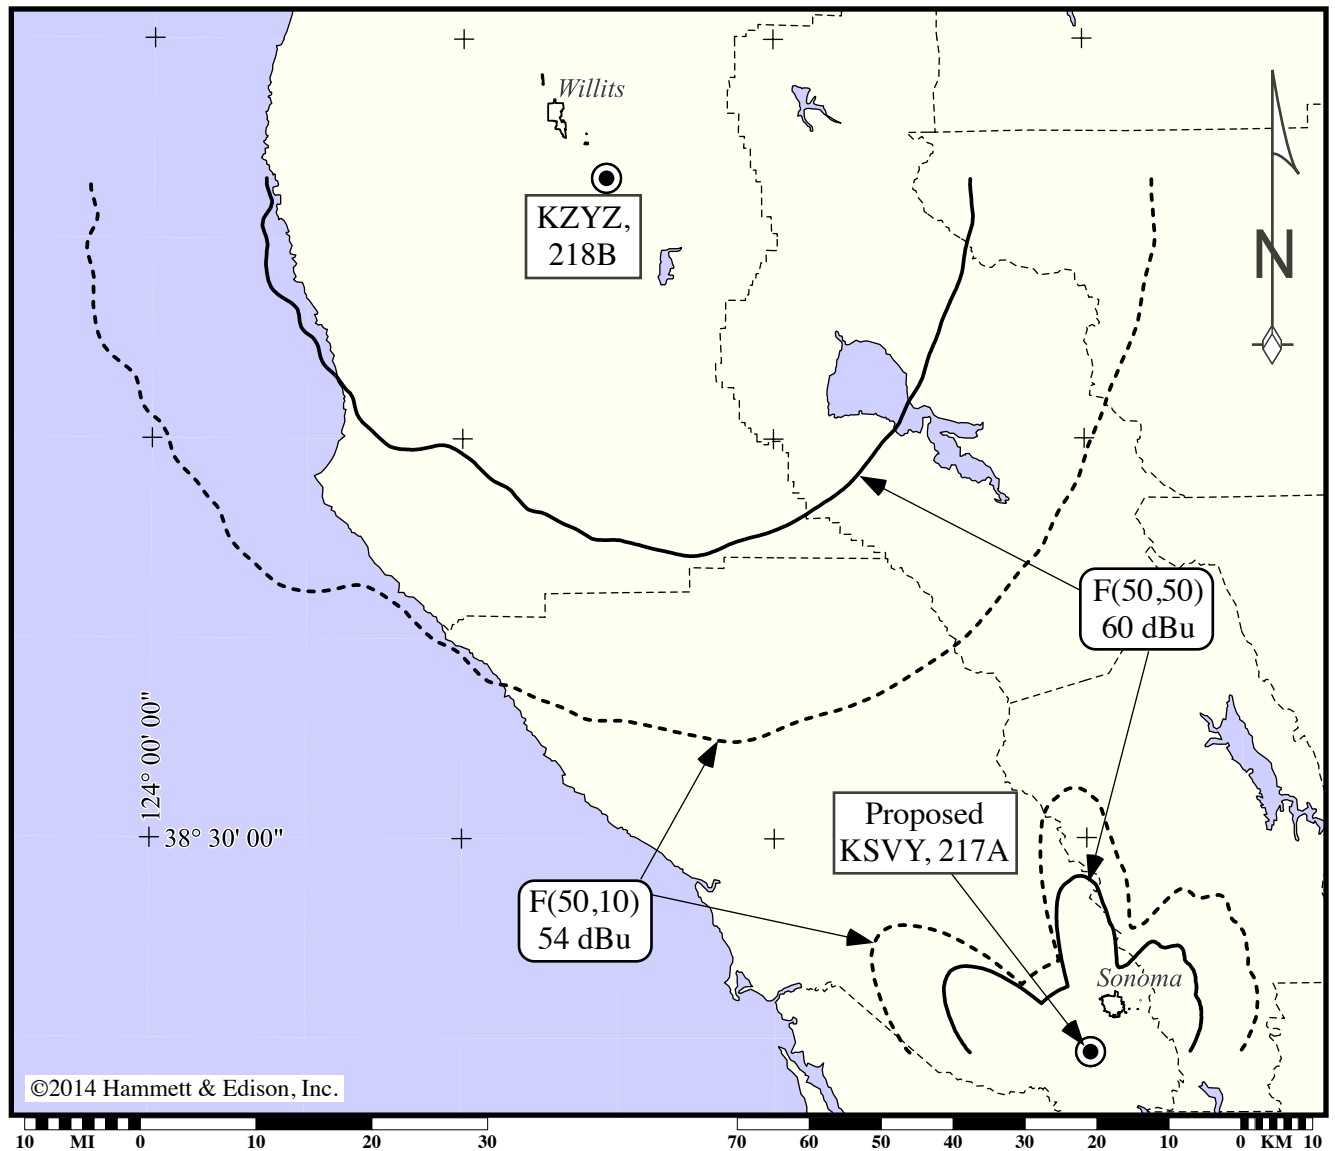 Willits
KZYZ,
218B
N
F(50,50)
60 dBu
124° 00' 00"
38° 30' 00"
Proposed
KSVY, 217A
F(50,10)
54 dBu
Sonoma
©2014 Hammett & Edison, Inc.
10 MI 0 10 20 30 70 60 50 40 30 20 10 0 KM 10